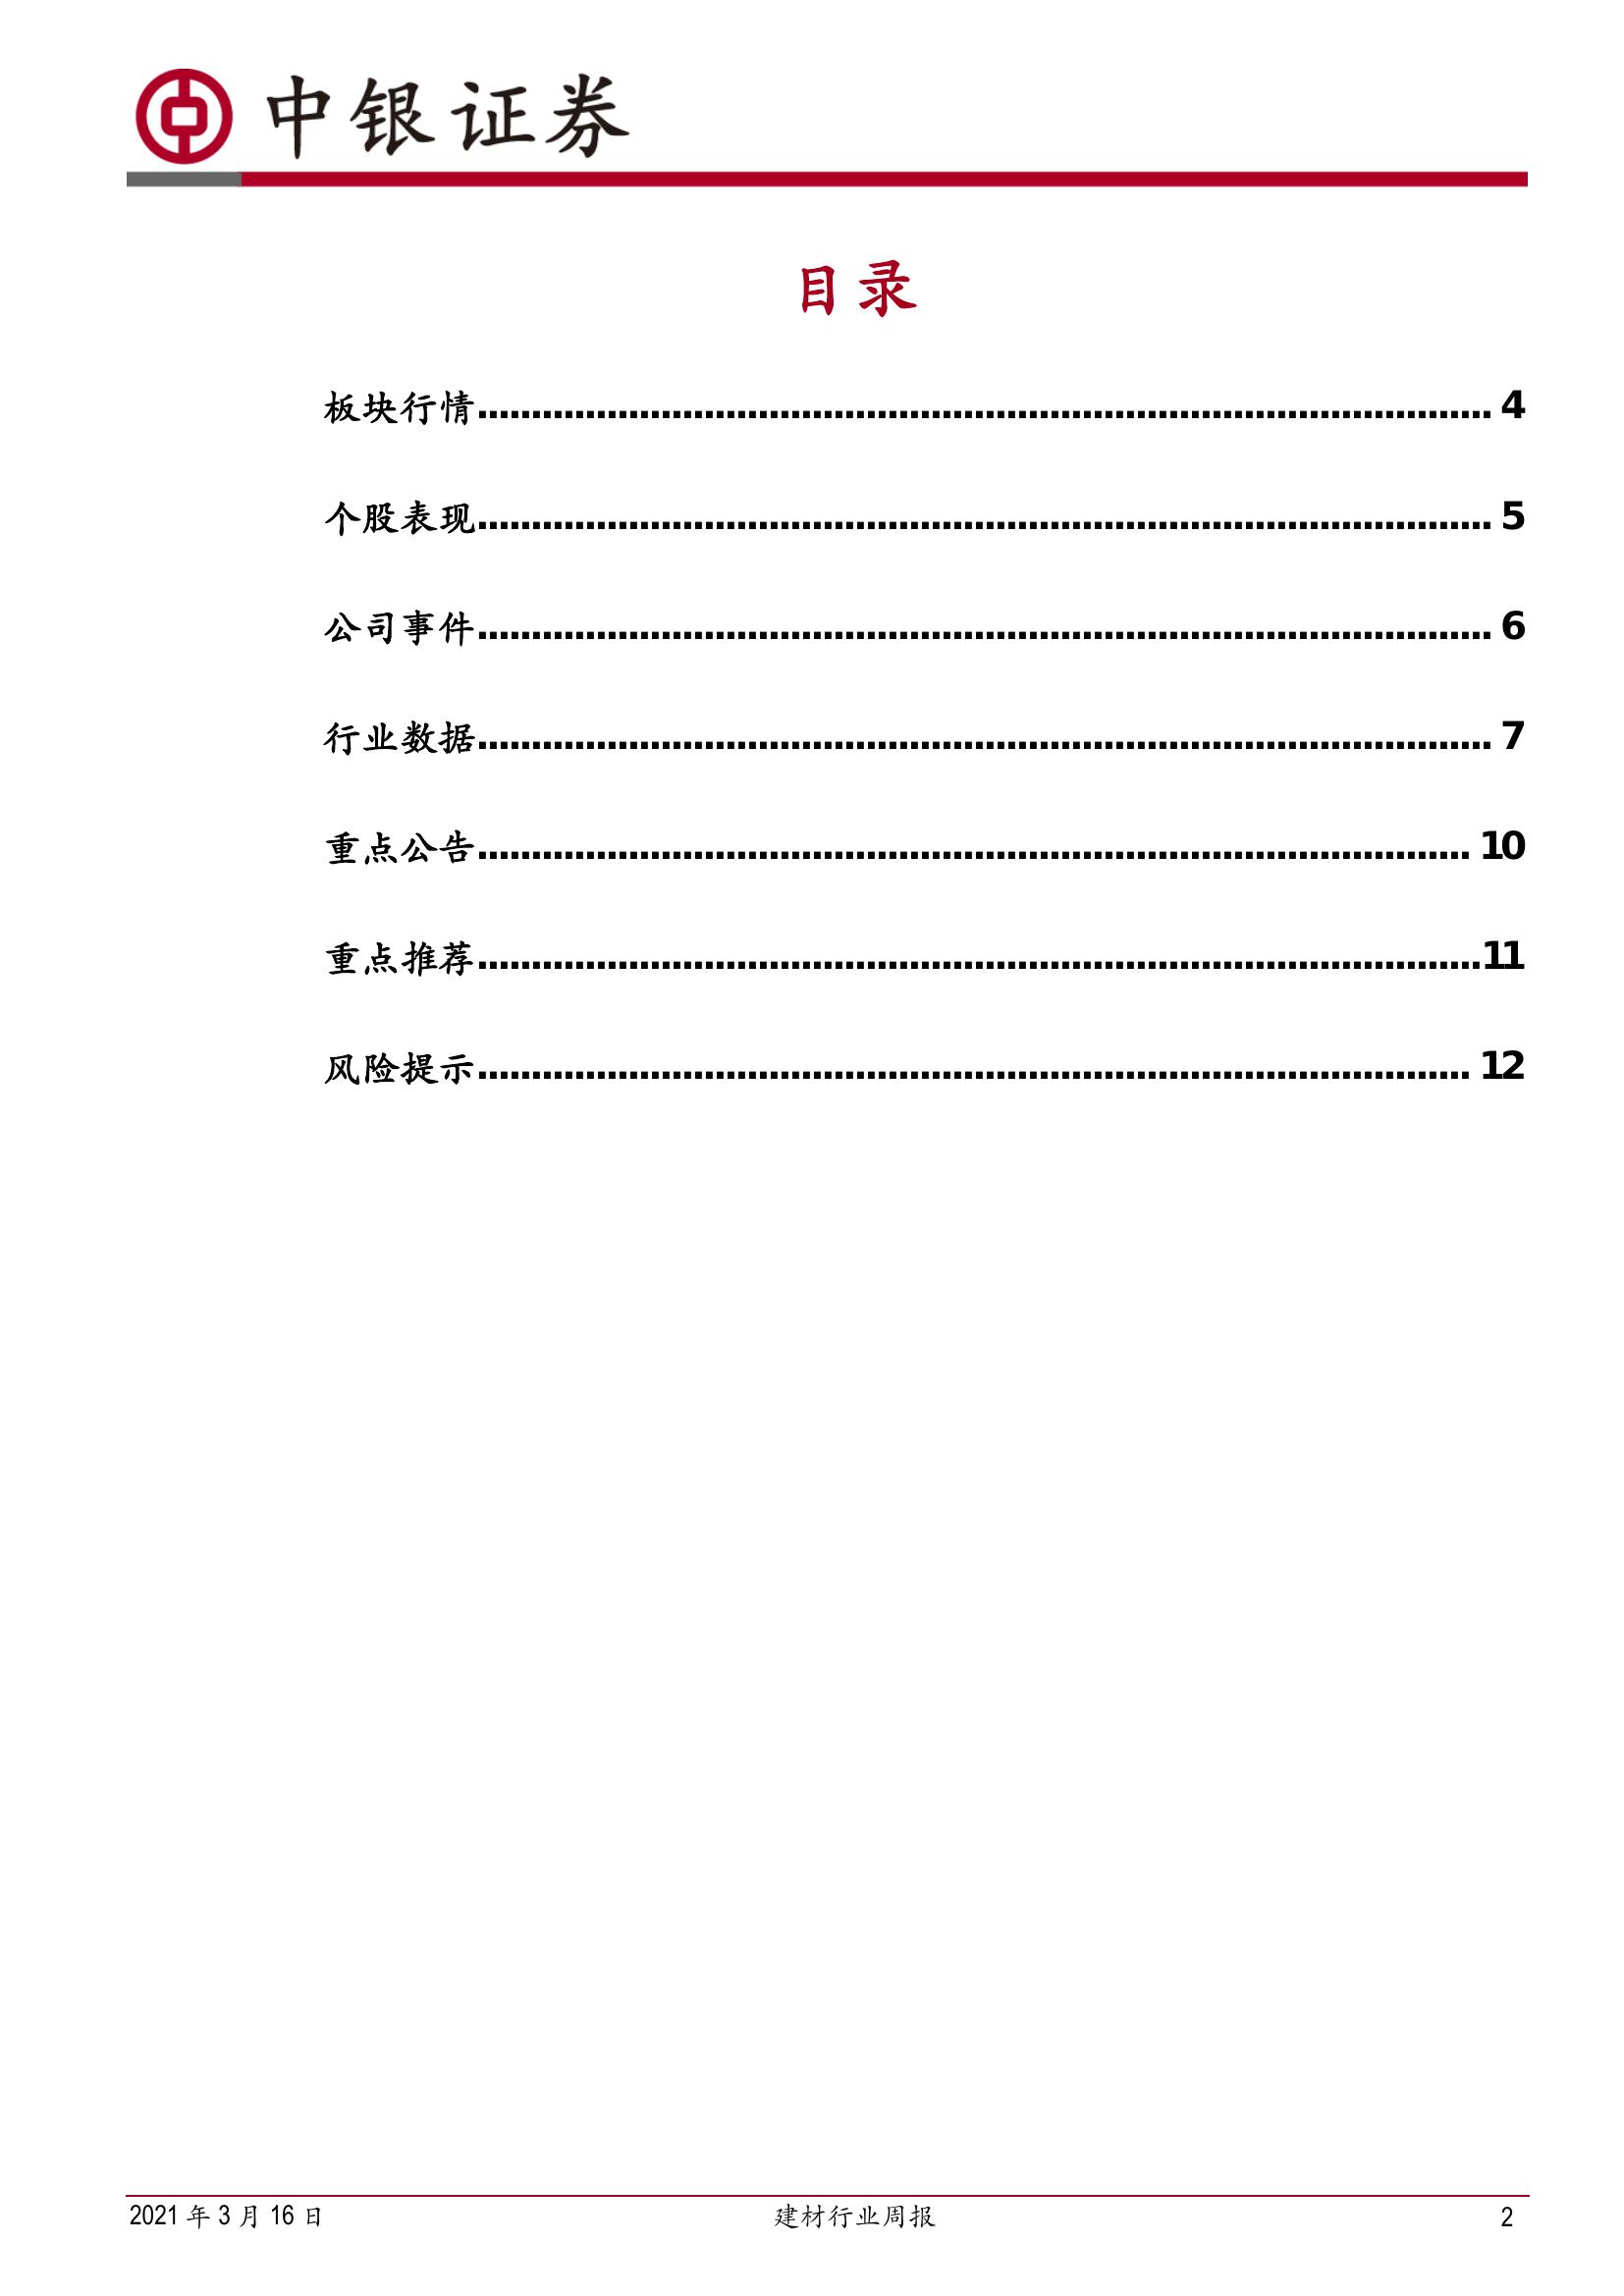 中银证券
目录
板块行情 4
个股表现 5
公司事件 6
行业数据 7
重点公告 10
重点推荐 11
风险提示 12
2021 年 3 月 16 日 建材行业周报 2